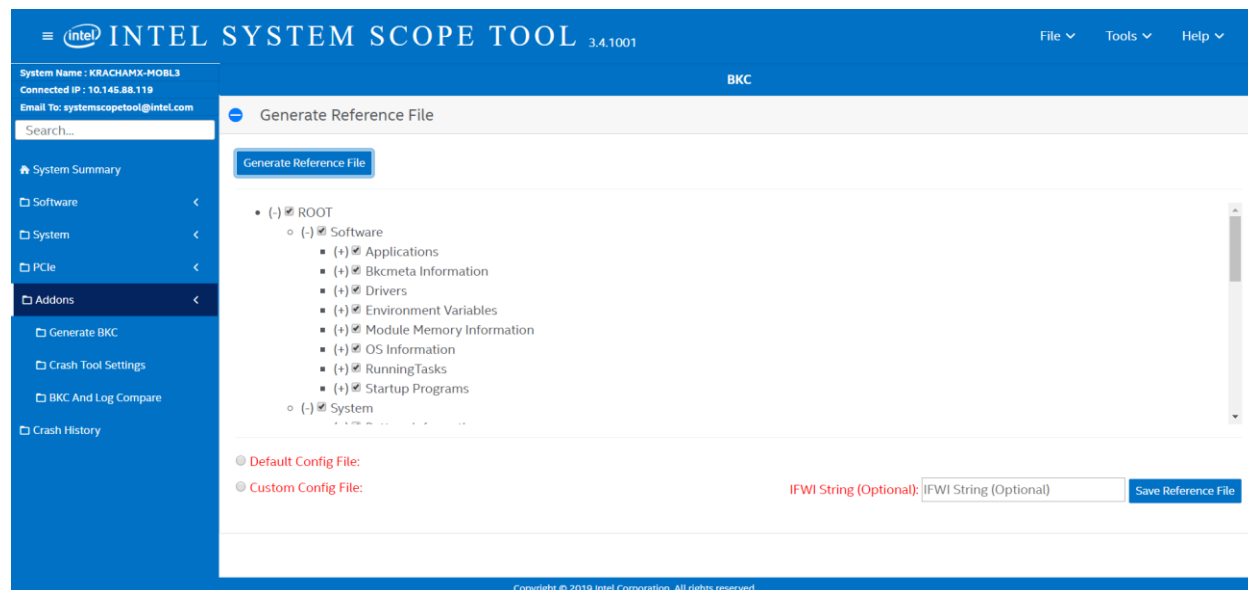 ≡ intel INTEL SYSTEM SCOPE TOOL 3.4.1001
File Tools Help
System Name : KRACHAMX-MOBL3
Connected IP : 10.145.88.119
Email To: systemscopetool@intel.com
Search...
System Summary
Software
System
PCIe
Addons
Generate BKC
Crash Tool Settings
BKC And Log Compare
Crash History
BKC
Generate Reference File
Generate Reference File
• (-) ROOT
(-) Software
(+) Applications
(+) Bkcmeta Information
(+) Drivers
(+) Environment Variables
(+) Module Memory Information
(+) OS Information
(+) RunningTasks
(+) Startup Programs
(-) System
Default Config File:
Custom Config File:
IFWI String (Optional): IFWI String (Optional) Save Reference File
Copyright © 2019 Intel Corporation. All rights reserved